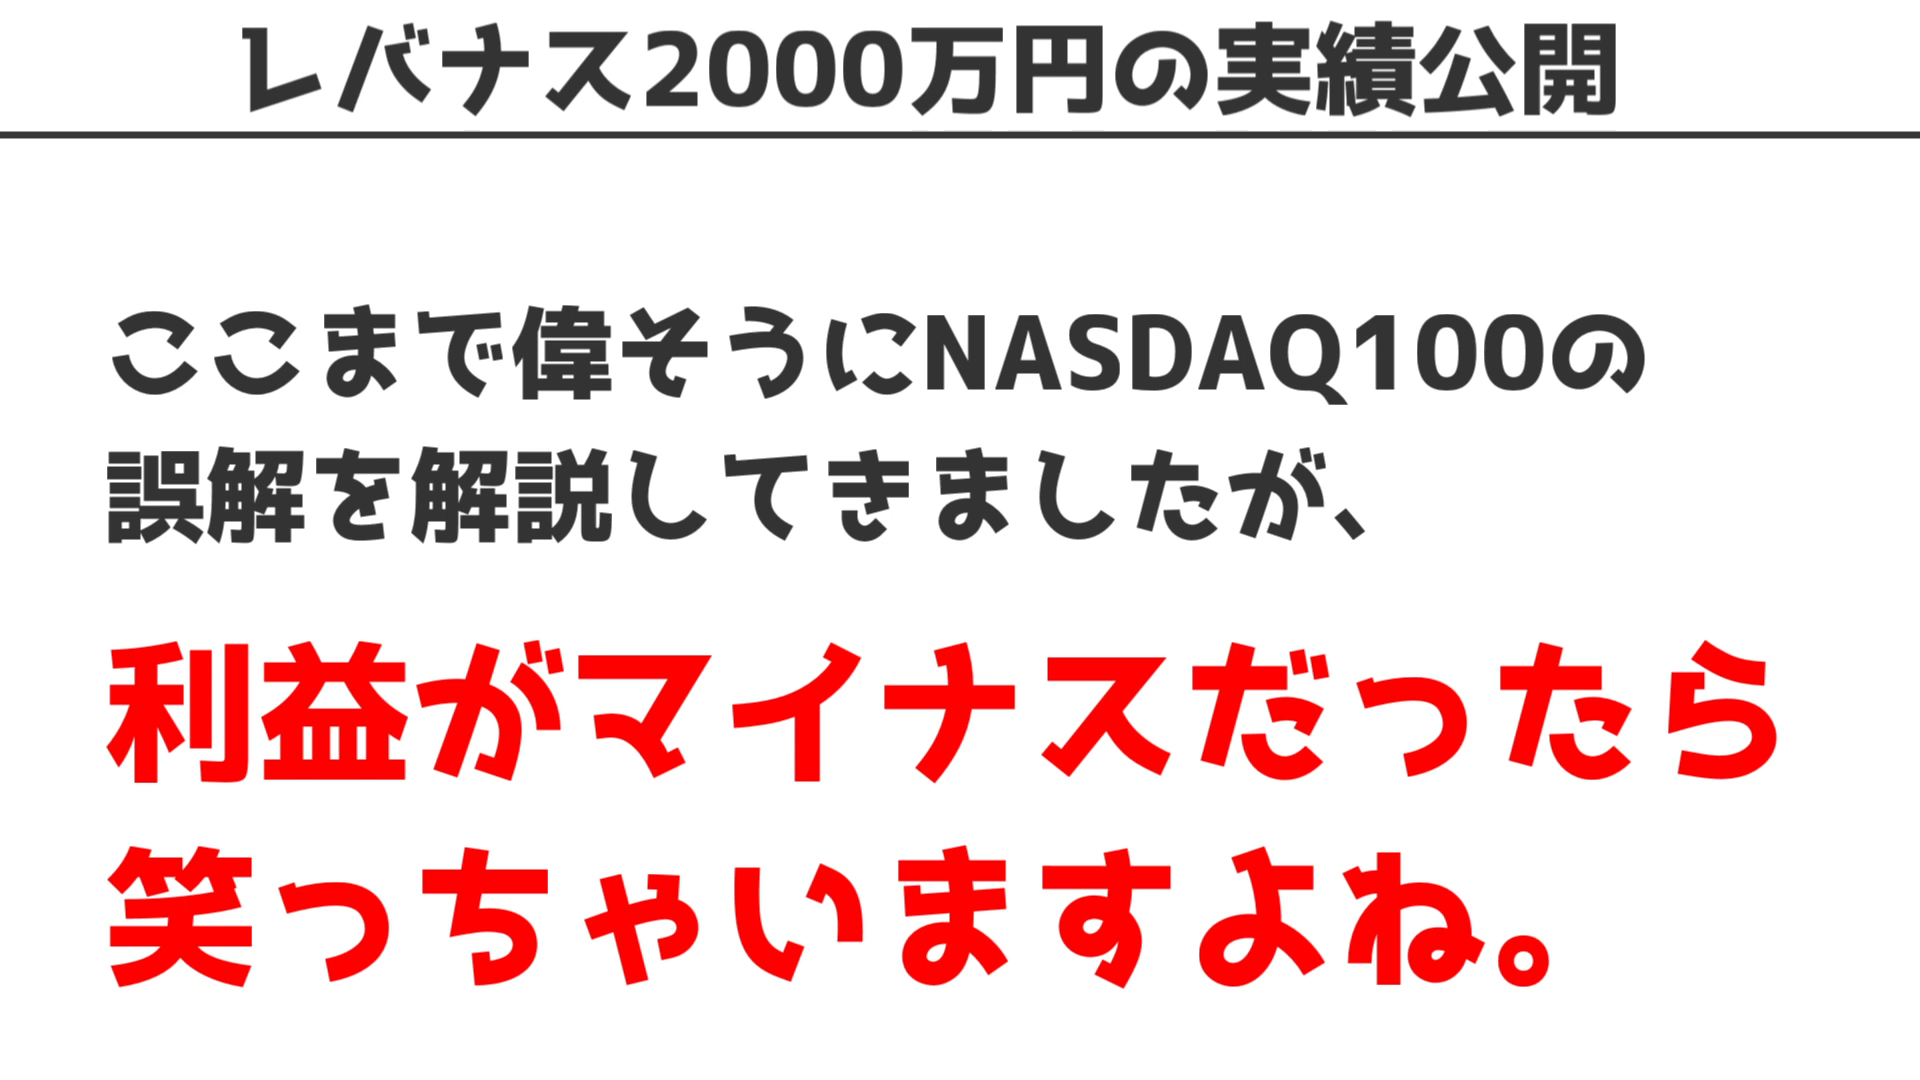 レバナス2000万円の実績公開
ここまで偉そうにNASDAQ100の
誤解を解説してきましたが、
利益がマイナスだったら
笑っちゃいますよね。